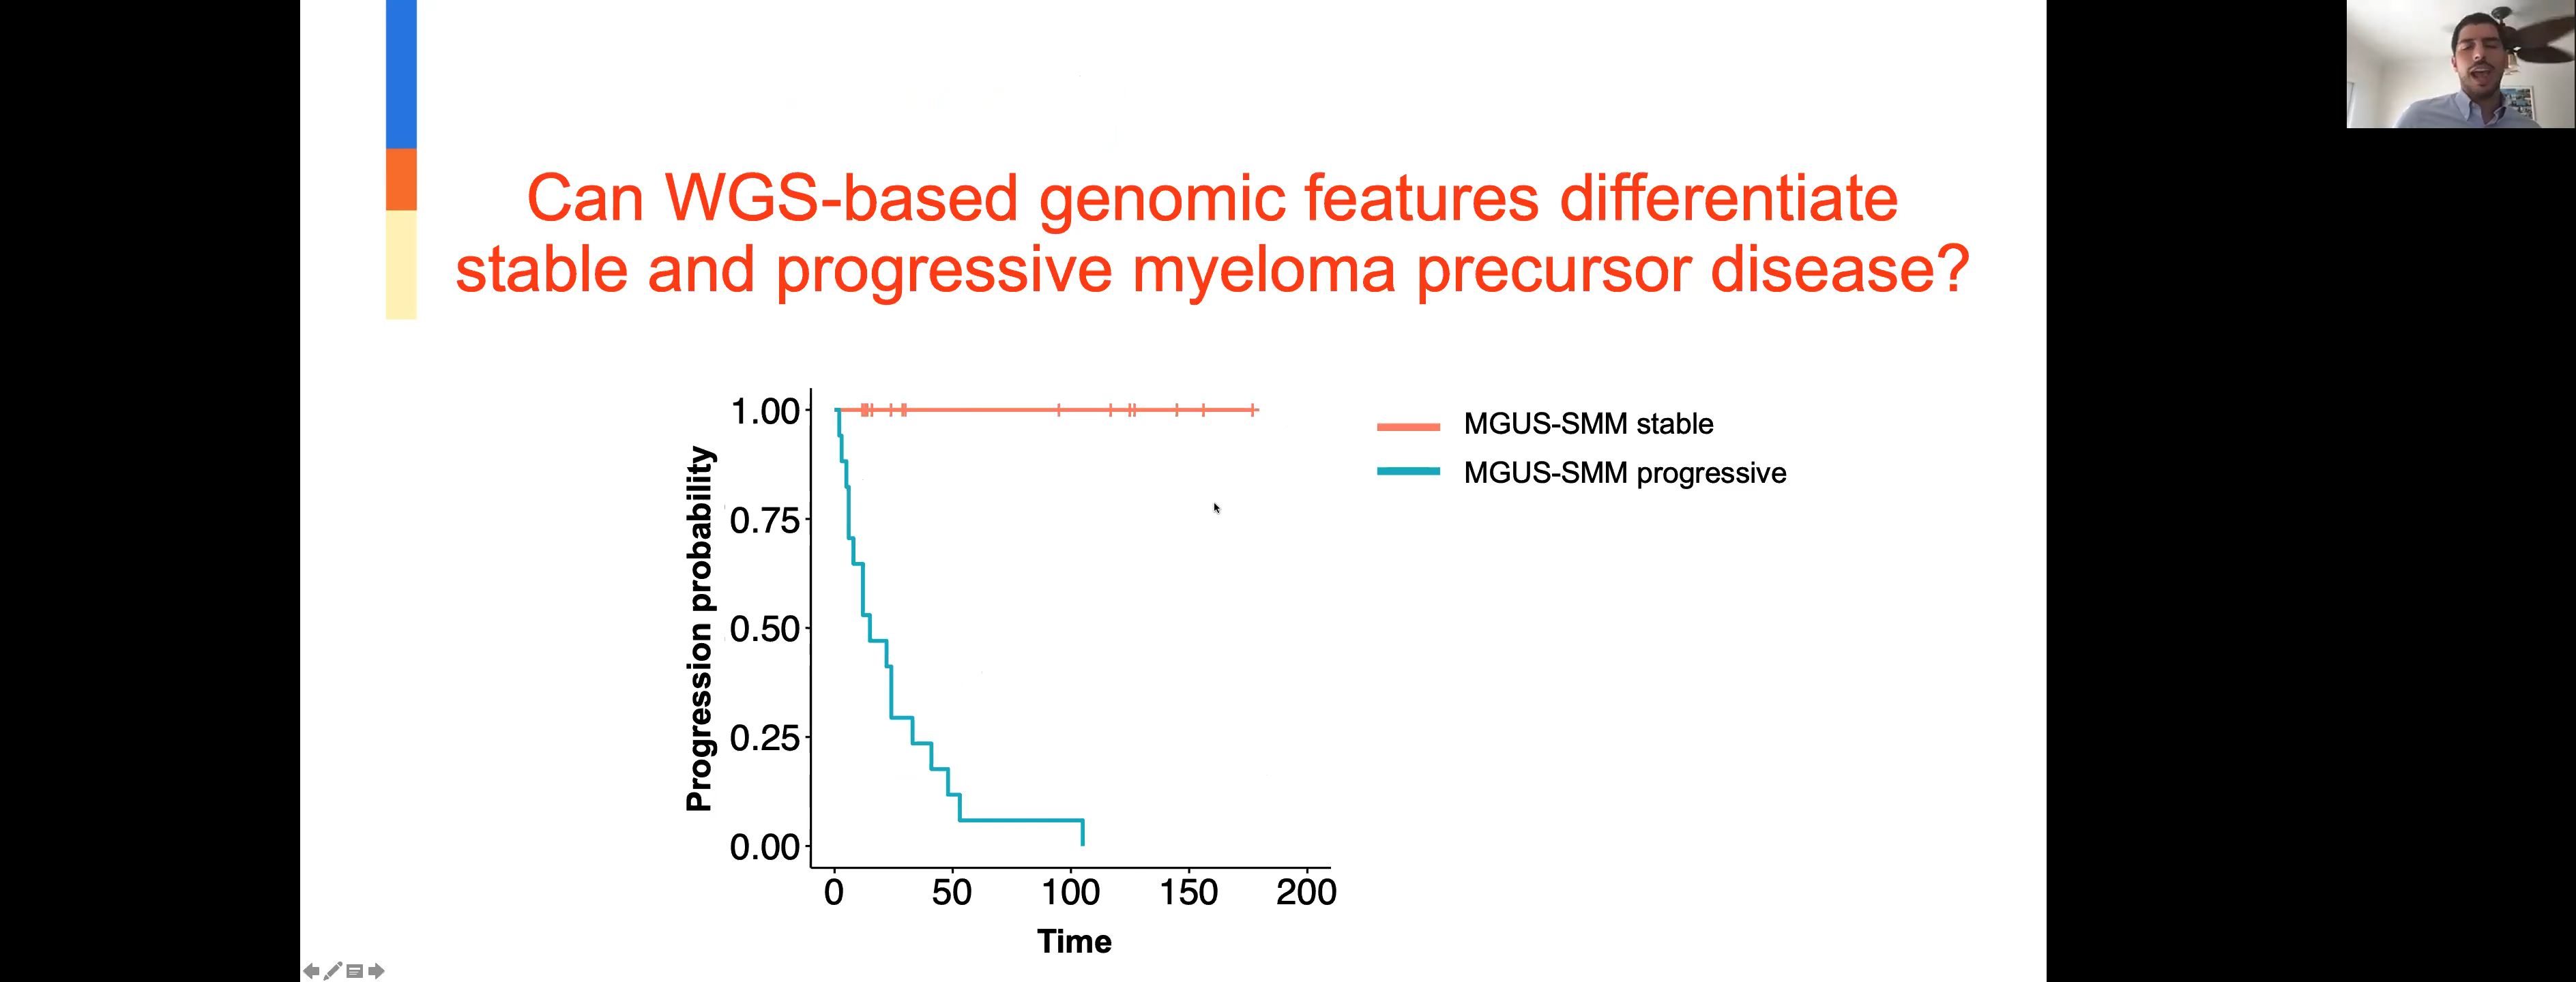 Can WGS-based genomic features differentiate
stable and progressive myeloma precursor disease?
1.00
0.75
0.50
0.25
0.00
Progression probability
0 50 100 150 200
Time
MGUS-SMM stable
MGUS-SMM progressive